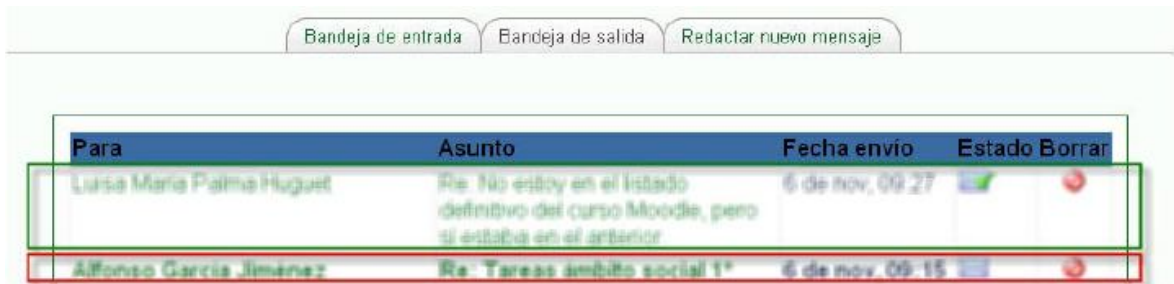 Bandeja de entrada Bandeja de salida Redactar nuevo mensaje
Para Asunto Fecha envío Estado Borrar
Luisa María Palma Huguet Re: No estoy en el listado 6 de nov, 09:27
definitivo del curso Moodle, pero
sí estaba en el anterior
Alfonso García Jiménez Re: Tareas ámbito social 1º 6 de nov, 09:15